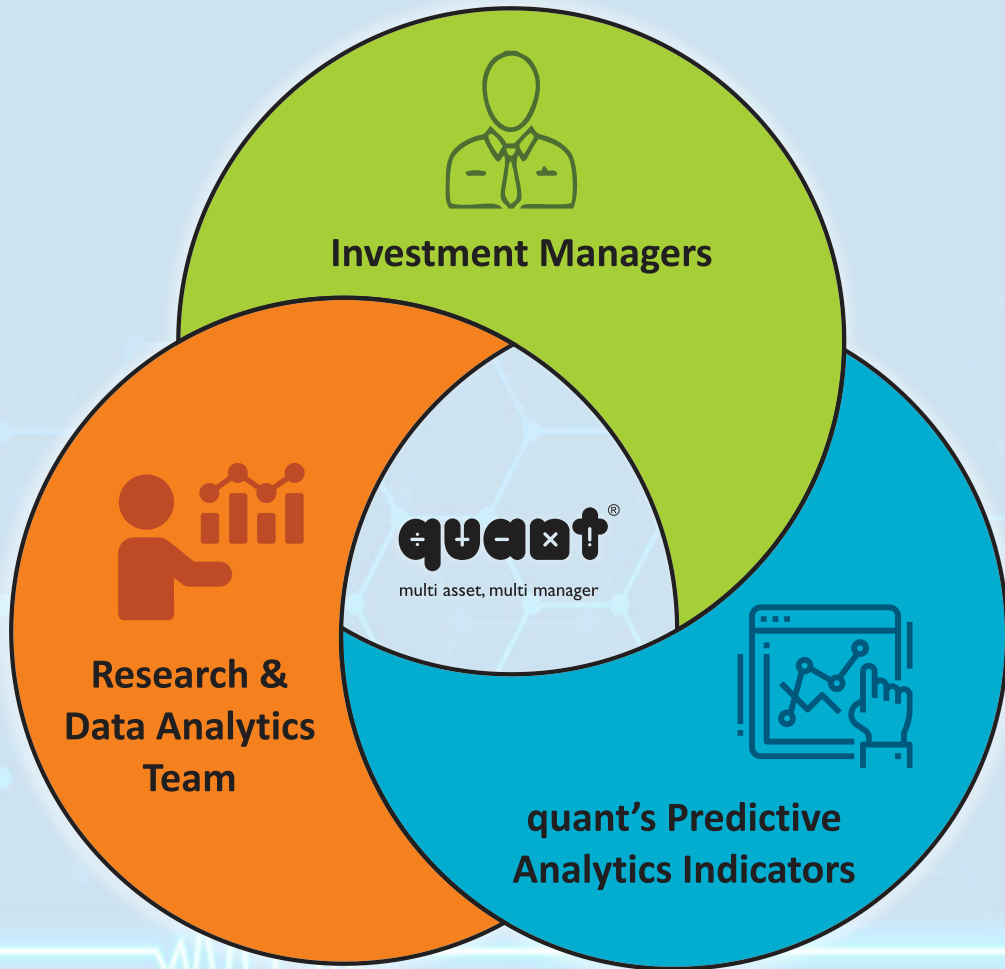 Investment Managers
quant®
multi asset, multi manager
Research &
Data Analytics
Team
quant’s Predictive
Analytics Indicators